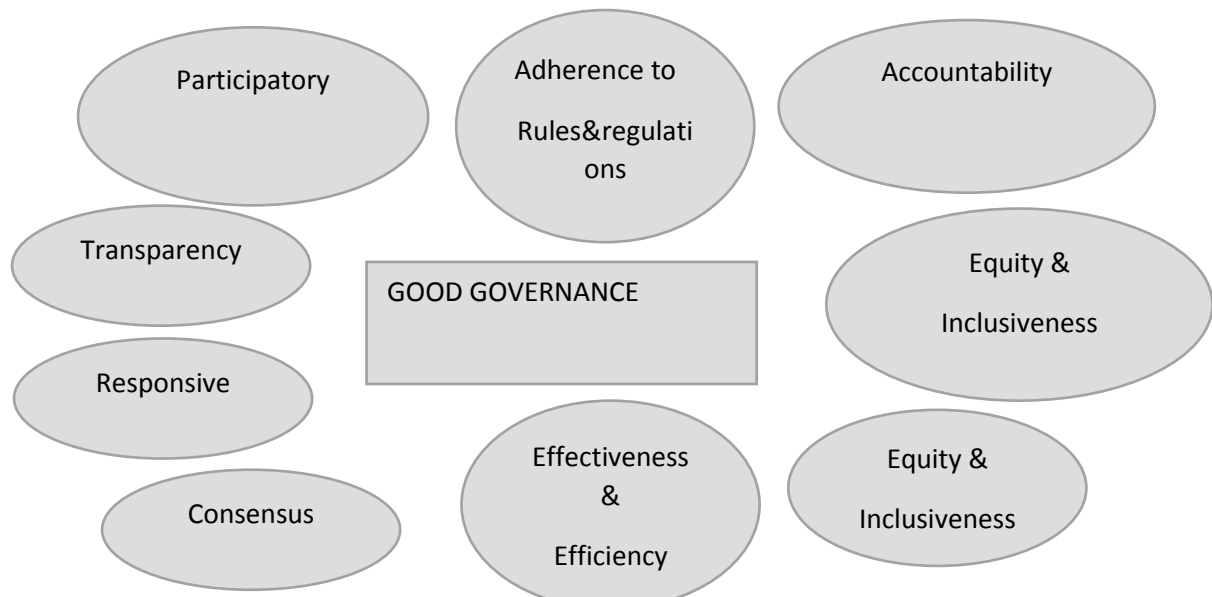 Participatory
Adherence to
Rules&regulati
ons
Accountability
Transparency
GOOD GOVERNANCE
Equity &
Inclusiveness
Responsive
Consensus
Effectiveness
&
Efficiency
Equity &
Inclusiveness